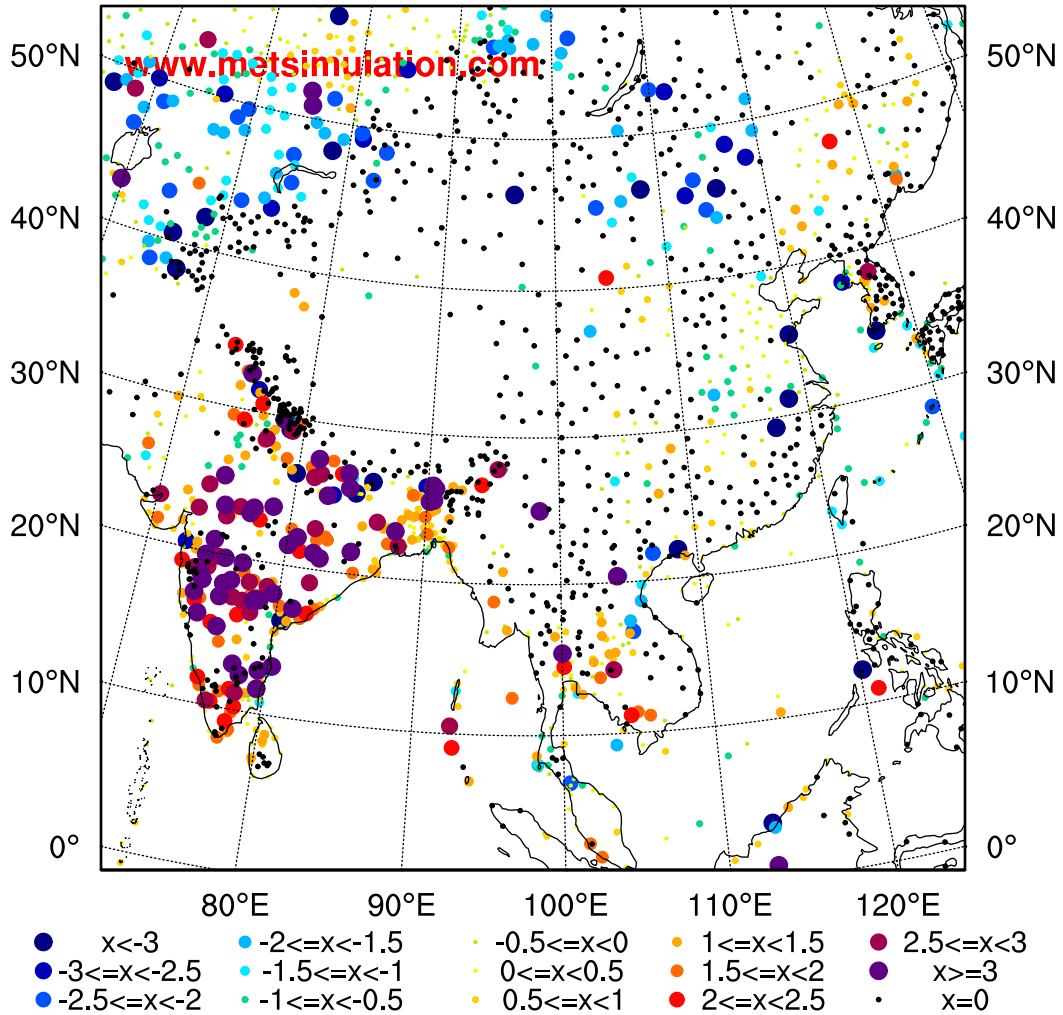 50°N 50°N
www.metsimulation.com
40°N 40°N
30°N 30°N
20°N 20°N
10°N 10°N
0° 0°
80°E 90°E 100°E 110°E 120°E
x<-3 -2<=x<-1.5 -0.5<=x<0 1<=x<1.5 2.5<=x<3
-3<=x<-2.5 -1.5<=x<-1 0<=x<0.5 1.5<=x<2 x>=3
-2.5<=x<-2 -1<=x<-0.5 0.5<=x<1 2<=x<2.5 x=0